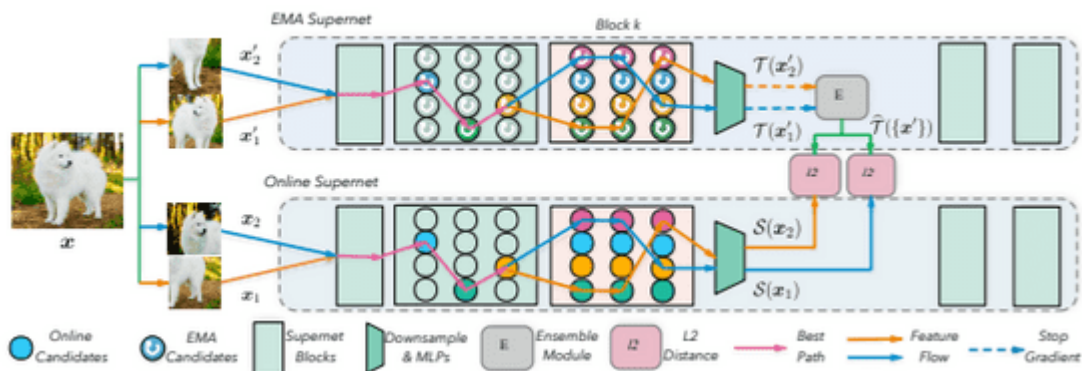 EMA Supernet
Block k
x′₂
T(x′₂)
E
x′₁
T(x′₁)
T̂({x′})
l2
l2
Online Supernet
x
x₂
S(x₂)
x₁
S(x₁)
Online Candidates
EMA Candidates
Supernet Blocks
Downsample & MLPs
E
Ensemble Module
l2
L2 Distance
Best Path
Feature Flow
Stop Gradient